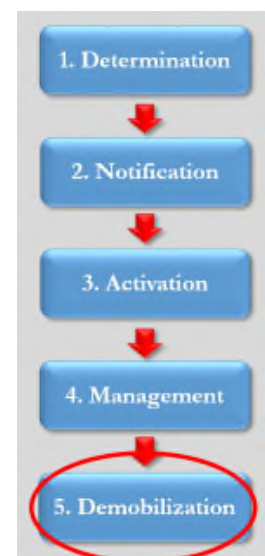 1. Determination
2. Notification
3. Activation
4. Management
5. Demobilization